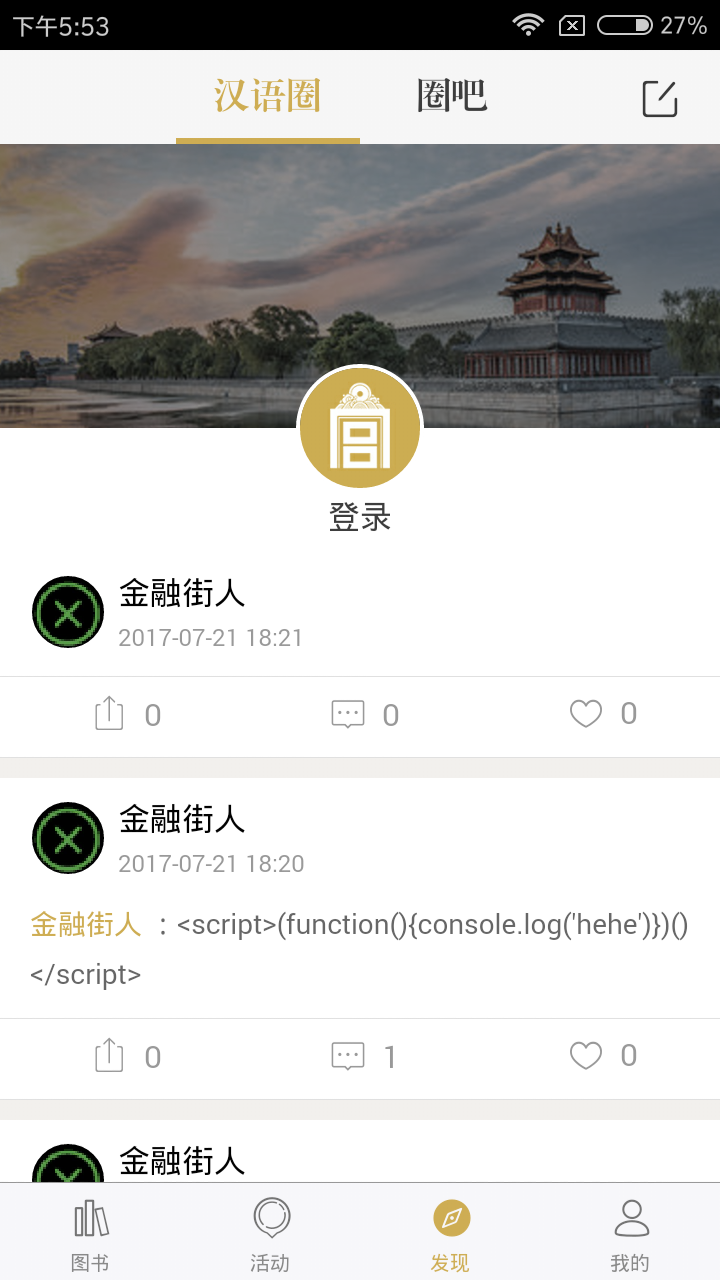 下午5:53
27%
汉语圈 圈吧
登录
金融街人
2017-07-21 18:21
0 0 0
金融街人
2017-07-21 18:20
金融街人 ：<script>(function(){console.log('hehe')})()
</script>
0 1 0
金融街人
图书 活动 发现 我的